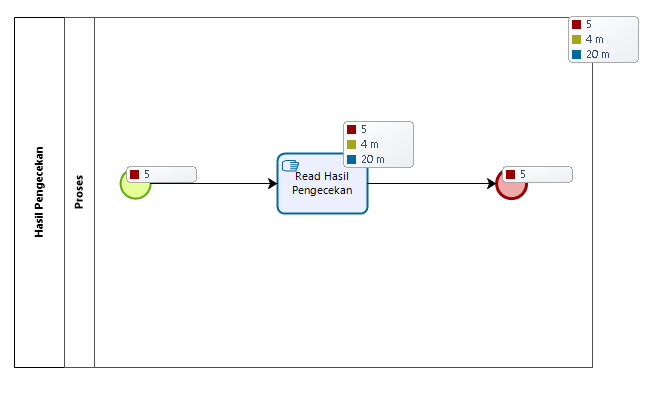 5
4 m
20 m
Hasil Pengecekan
Proses
5
5
4 m
20 m
Read Hasil
Pengecekan
5